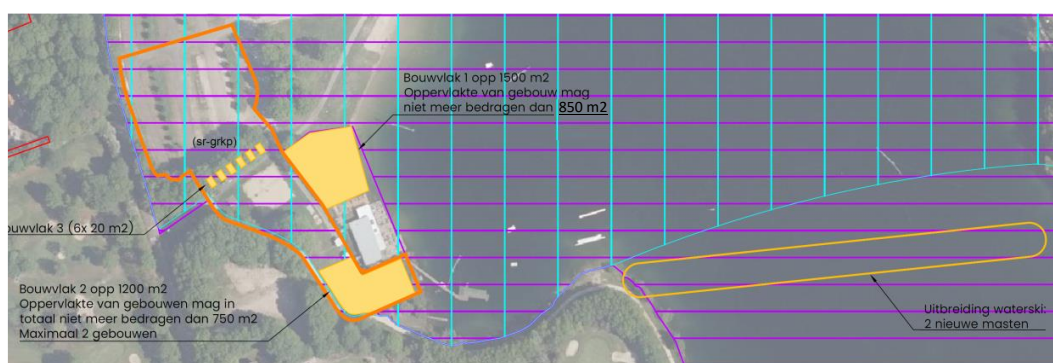 Bouwvlak 1 opp 1500 m2
Oppervlakte van gebouw mag
niet meer bedragen dan 850 m2
(sr-grkp)
ouwvlak 3 (6x 20 m2)
Bouwvlak 2 opp 1200 m2
Oppervlakte van gebouwen mag in
totaal niet meer bedragen dan 750 m2
Maximaal 2 gebouwen
Uitbreiding waterski:
2 nieuwe masten